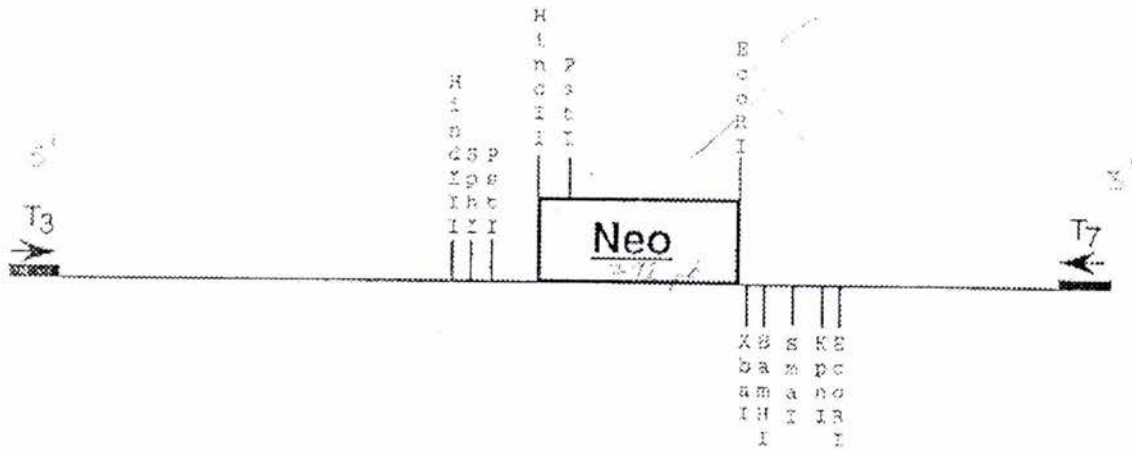 HincII
PstI
EcoRI
HindIII
SphI
PstI
5'
3'
T3
T7
Neo
XbaI
BamHI
SmaI
KpnI
EcoRI